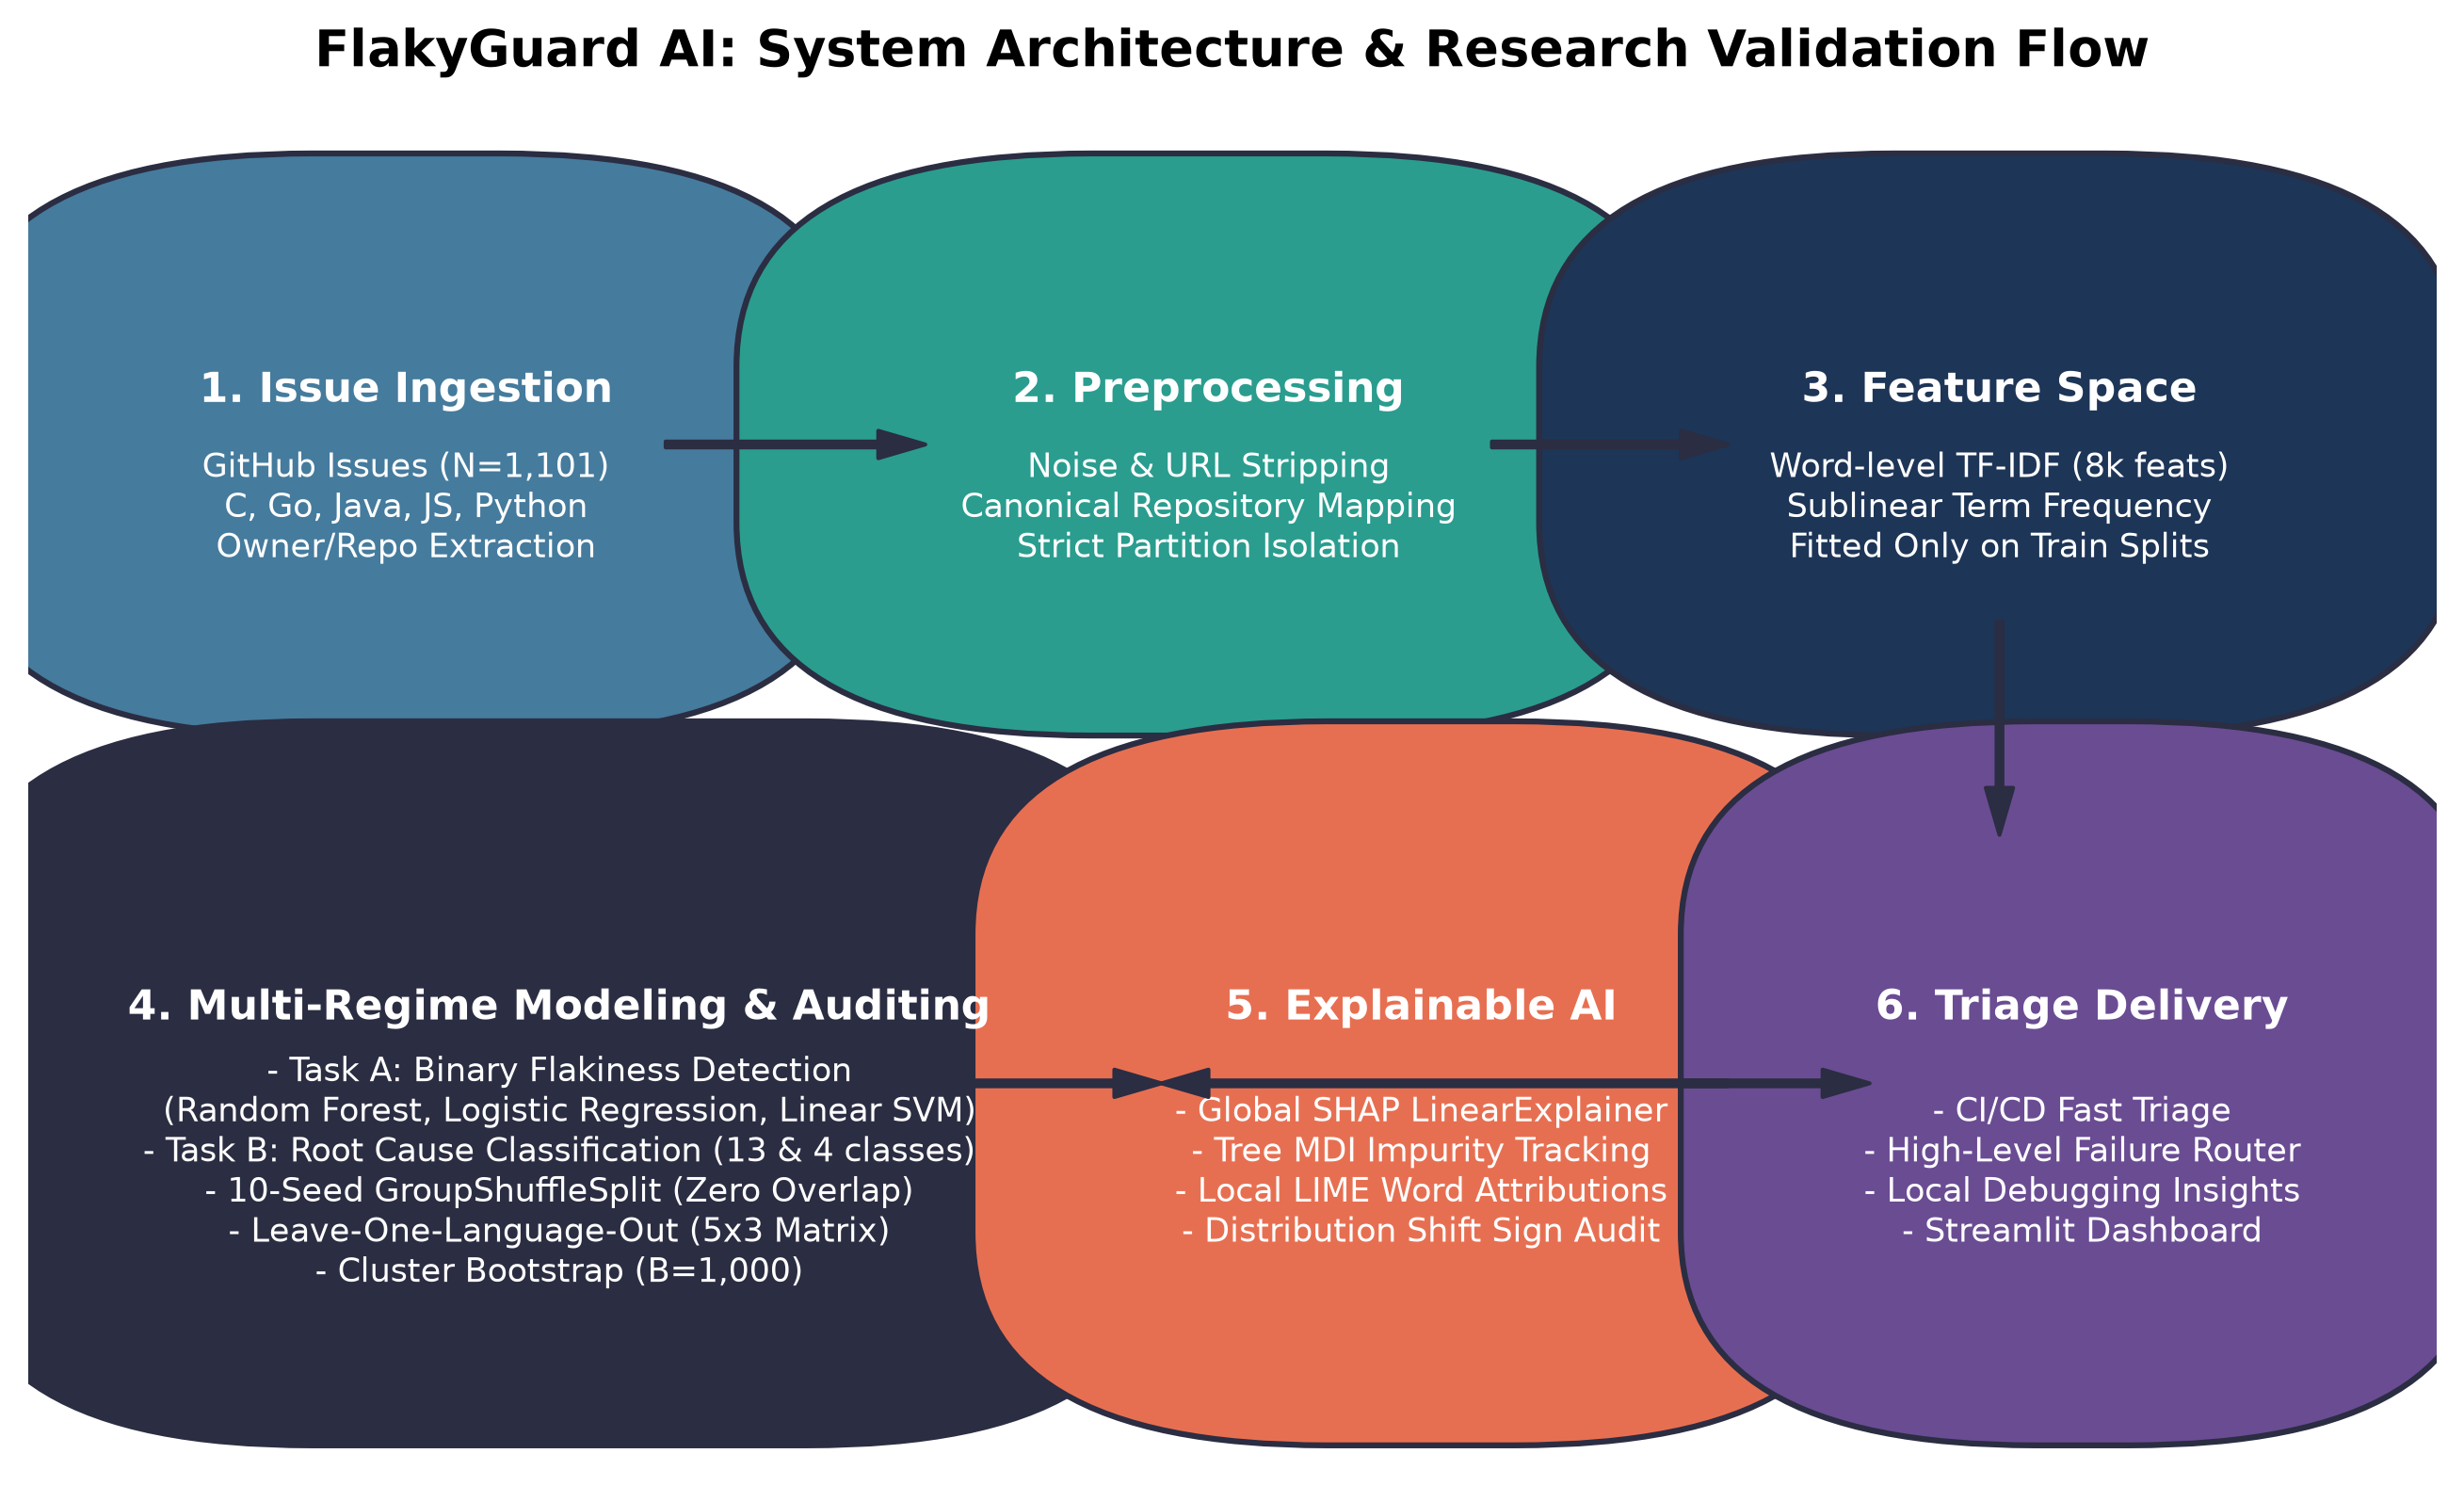 FlakyGuard AI: System Architecture & Research Validation Flow
1. Issue Ingestion
GitHub Issues (N=1,101)
C, Go, Java, JS, Python
Owner/Repo Extraction
2. Preprocessing
Noise & URL Stripping
Canonical Repository Mapping
Strict Partition Isolation
3. Feature Space
Word-level TF-IDF (8k feats)
Sublinear Term Frequency
Fitted Only on Train Splits
4. Multi-Regime Modeling & Auditing
- Task A: Binary Flakiness Detection
(Random Forest, Logistic Regression, Linear SVM)
- Task B: Root Cause Classification (13 & 4 classes)
- 10-Seed GroupShuffleSplit (Zero Overlap)
- Leave-One-Language-Out (5x3 Matrix)
- Cluster Bootstrap (B=1,000)
5. Explainable AI
- Global SHAP LinearExplainer
- Tree MDI Impurity Tracking
- Local LIME Word Attributions
- Distribution Shift Sign Audit
6. Triage Delivery
- CI/CD Fast Triage
- High-Level Failure Router
- Local Debugging Insights
- Streamlit Dashboard